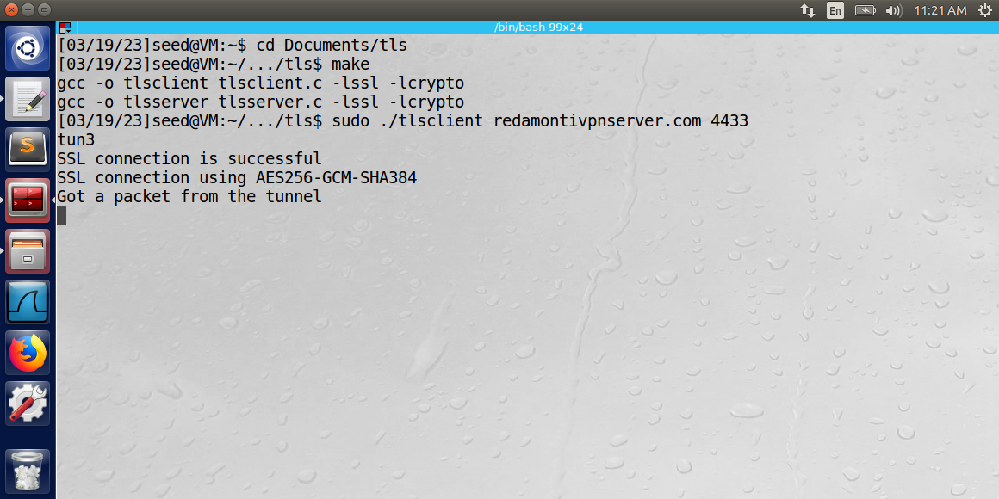 En
11:21 AM
/bin/bash 99x24
[03/19/23]seed@VM:~$ cd Documents/tls
[03/19/23]seed@VM:~/.../tls$ make
gcc -o tlsclient tlsclient.c -lssl -lcrypto
gcc -o tlsserver tlsserver.c -lssl -lcrypto
[03/19/23]seed@VM:~/.../tls$ sudo ./tlsclient redamontivpnserver.com 4433
tun3
SSL connection is successful
SSL connection using AES256-GCM-SHA384
Got a packet from the tunnel